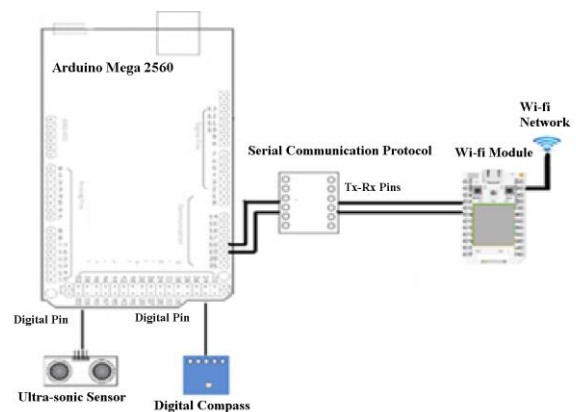 Arduino Mega 2560
Wi-fi
Network
Serial Communication Protocol
Wi-fi Module
Tx-Rx Pins
Digital Pin
Digital Pin
Ultra-sonic Sensor
Digital Compass